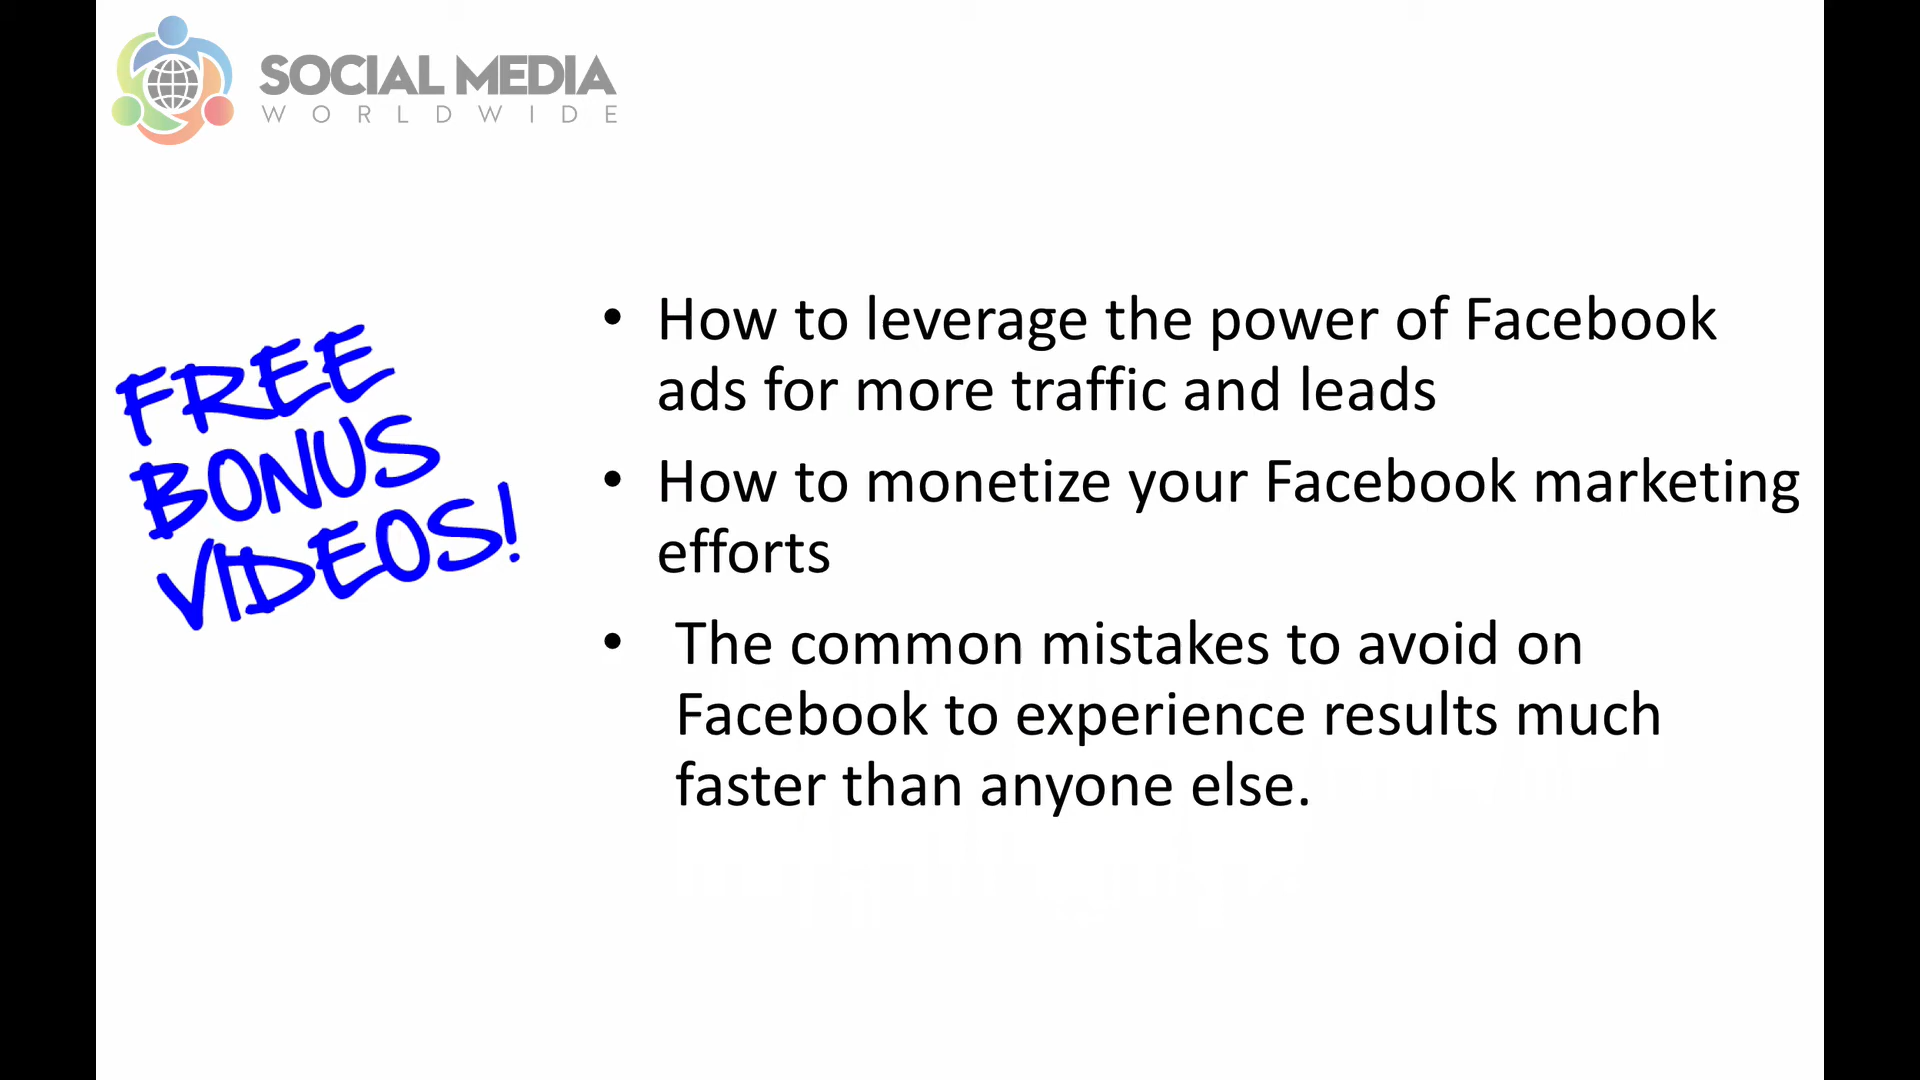 SOCIAL MEDIA
WORLDWIDE
FREE
BONUS
VIDEOS!
• How to leverage the power of Facebook
ads for more traffic and leads
• How to monetize your Facebook marketing
efforts
• The common mistakes to avoid on
Facebook to experience results much
faster than anyone else.